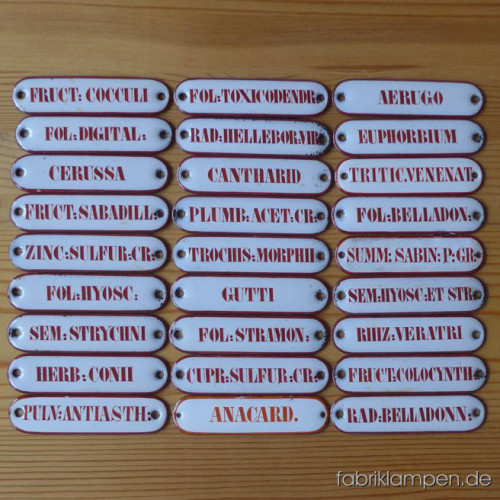 FRUCT: COCCULI
FOL:TOXICODENDR.
AERUGO
FOL:DIGITAL:
RAD:HELLEBOR:VIR:
EUPHORBIUM
CERUSSA
CANTHARID
TRITIC.VENENAT.
FRUCT:SABADILL:
PLUMB:ACET:CR:
FOL:BELLADON:
ZINC:SULFUR:CR:
TROCHIS:MORPHII
SUMM: SABIN: P:GR:
FOL:HYOSC:
GUTTI
SEM:HYOSC:ET STR.
SEM:STRYCHNI
FOL:STRAMON:
RHIZ:VERATRI
HERB:CONII
CUPR:SULFUR:CR:
FRUCT:COLOCYNTH.
PULV:ANTIASTH:
ANACARD.
RAD:BELLADONN:
fabriklampen.de